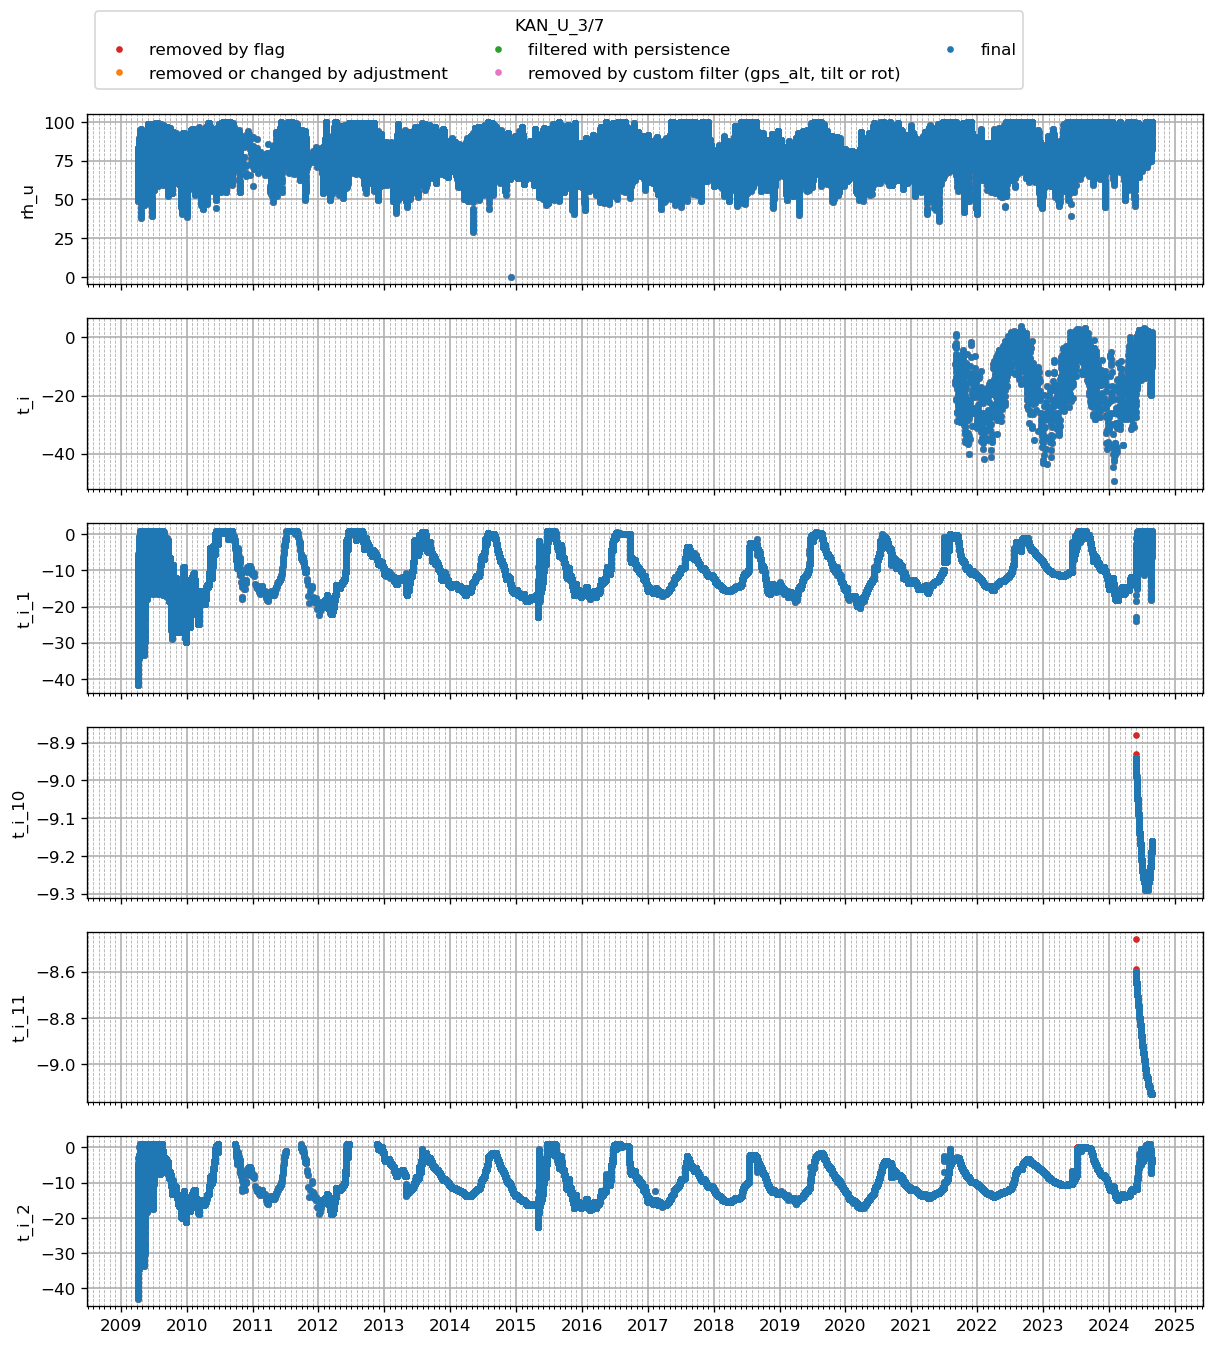 KAN_U_3/7
removed by flag
filtered with persistence
final
removed or changed by adjustment
removed by custom filter (gps_alt, tilt or rot)
rh_u
100
75
50
25
0
t_i
0
−20
−40
t_i_1
0
−10
−20
−30
−40
t_i_10
−8.9
−9.0
−9.1
−9.2
−9.3
t_i_11
−8.6
−8.8
−9.0
t_i_2
0
−10
−20
−30
−40
2009 2010 2011 2012 2013 2014 2015 2016 2017 2018 2019 2020 2021 2022 2023 2024 2025